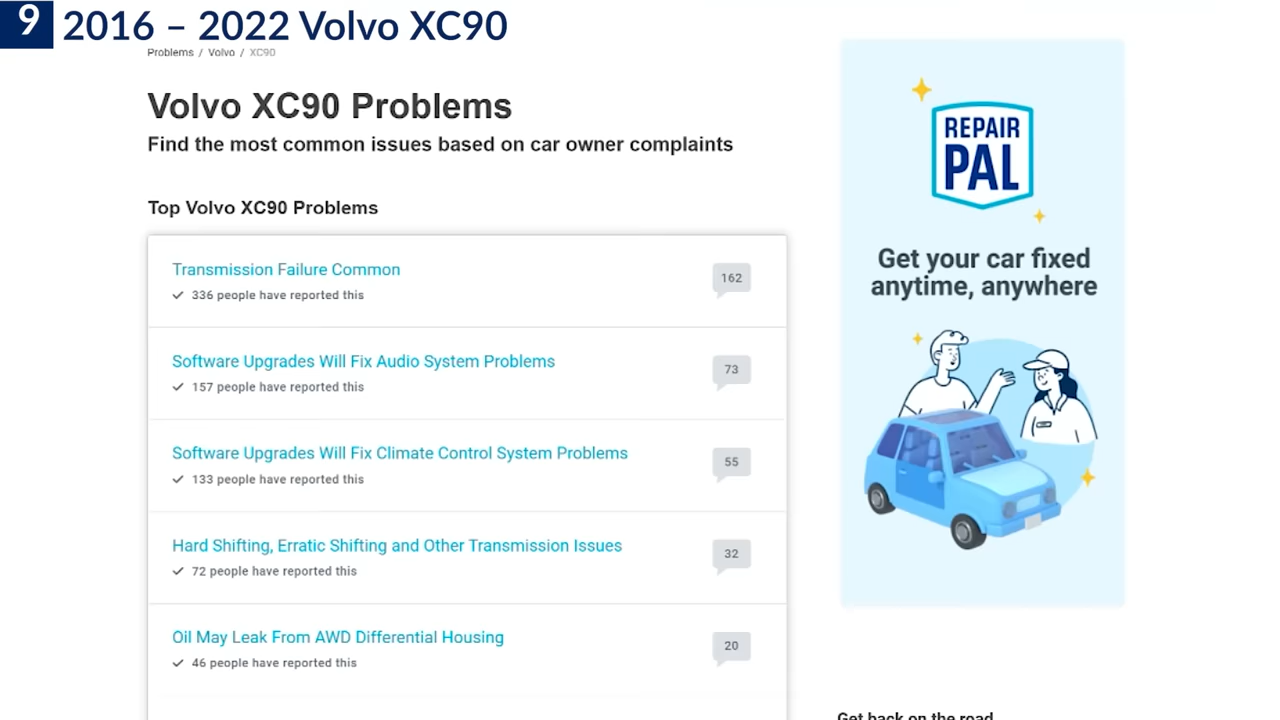 9
2016 – 2022 Volvo XC90
Problems / Volvo / XC90
Volvo XC90 Problems
Find the most common issues based on car owner complaints
Top Volvo XC90 Problems
Transmission Failure Common
336 people have reported this
162
Software Upgrades Will Fix Audio System Problems
157 people have reported this
73
Software Upgrades Will Fix Climate Control System Problems
133 people have reported this
55
Hard Shifting, Erratic Shifting and Other Transmission Issues
72 people have reported this
32
Oil May Leak From AWD Differential Housing
46 people have reported this
20
REPAIR
PAL
Get your car fixed
anytime, anywhere
Get back on the road